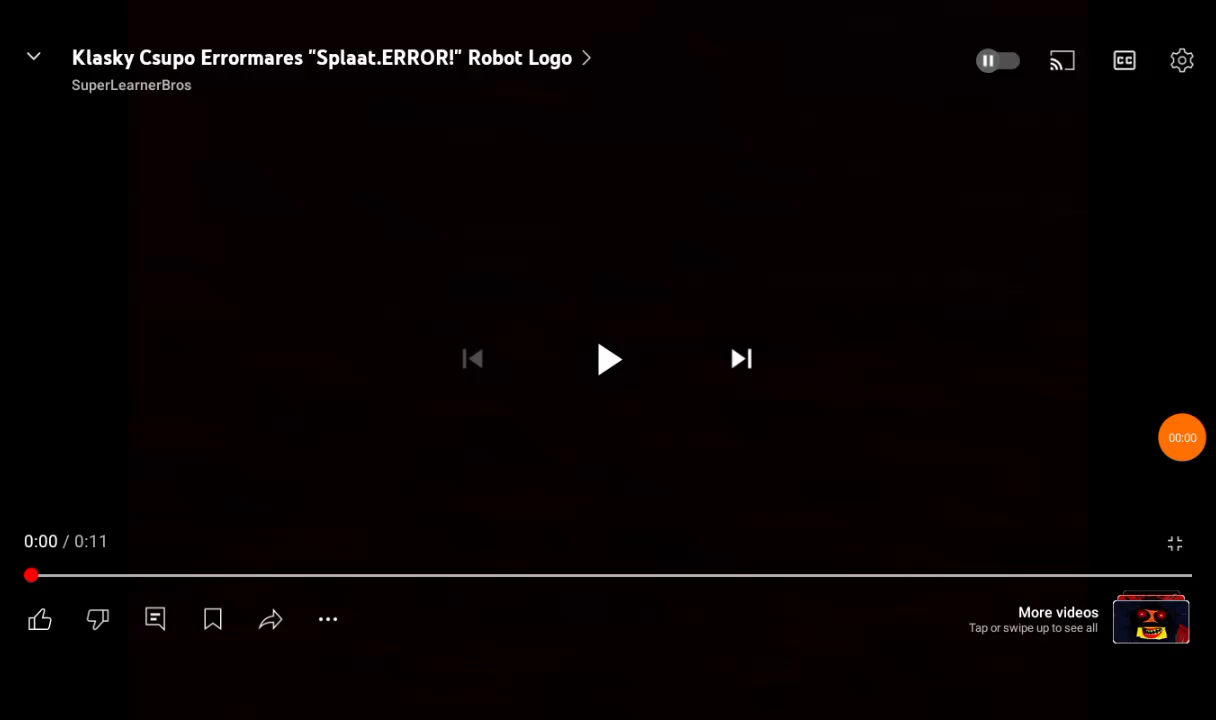 Klasky Csupo Errormares "Splaat.ERROR!" Robot Logo
SuperLearnerBros
CC
00:00
0:00 / 0:11
More videos
Tap or swipe up to see all